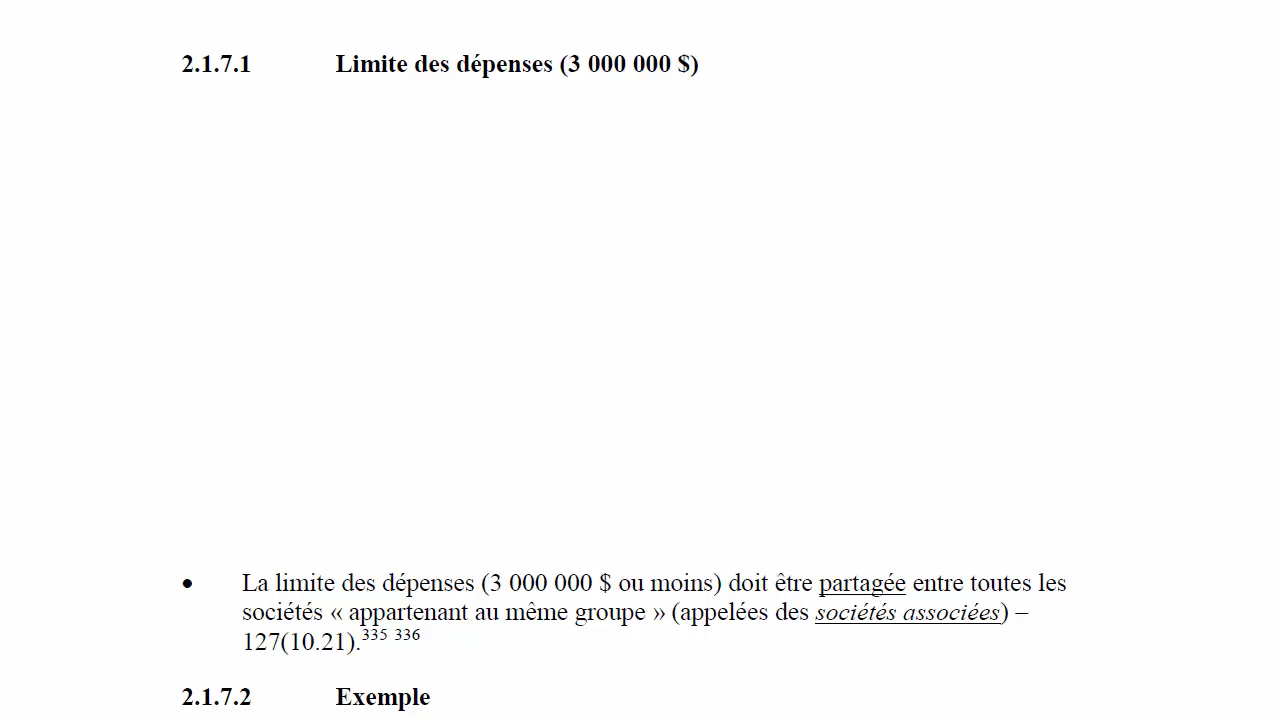 2.1.7.1 Limite des dépenses (3 000 000 $)
• La limite des dépenses (3 000 000 $ ou moins) doit être partagée entre toutes les
sociétés « appartenant au même groupe » (appelées des sociétés associées) –
127(10.21).335 336
2.1.7.2 Exemple